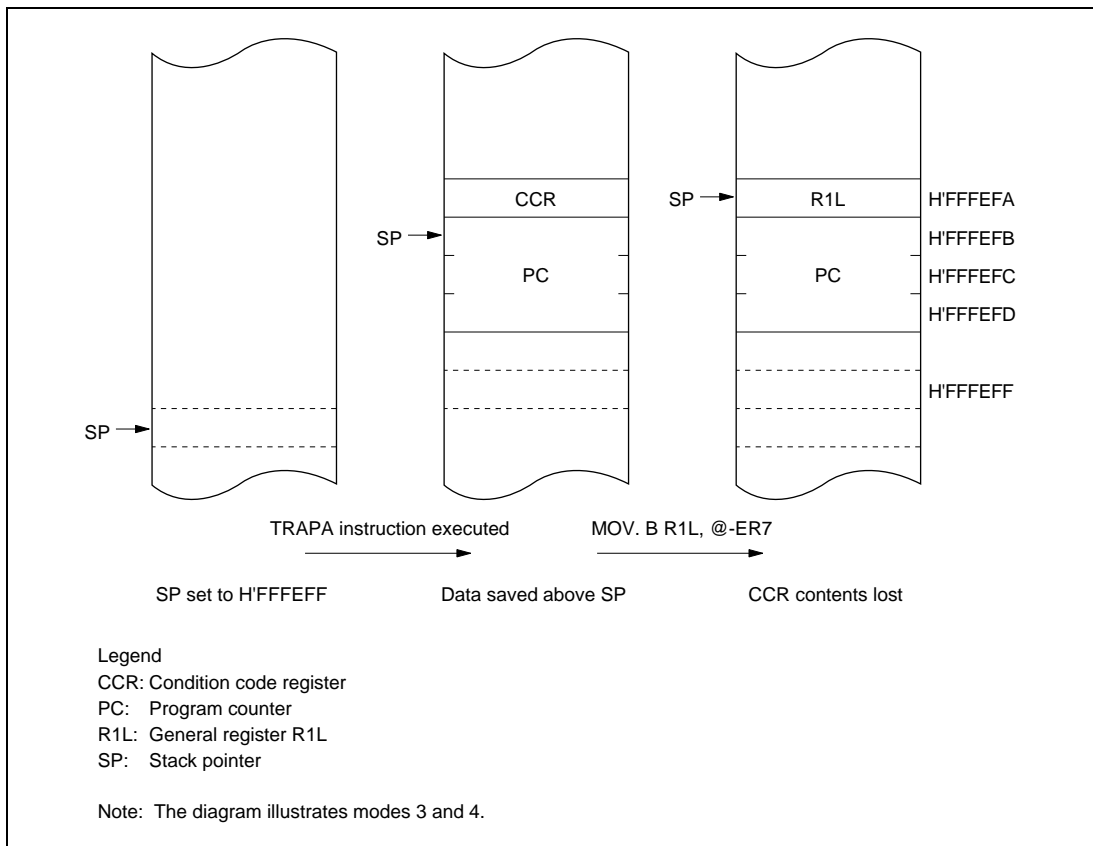 CCR
SP
R1L
H'FFFEFA
SP
H'FFFEFB
PC
PC
H'FFFEFC
H'FFFEFD
H'FFFEFF
SP
TRAPA instruction executed
MOV. B R1L, @-ER7
SP set to H'FFFEFF
Data saved above SP
CCR contents lost
Legend
CCR: Condition code register
PC: Program counter
R1L: General register R1L
SP: Stack pointer
Note: The diagram illustrates modes 3 and 4.